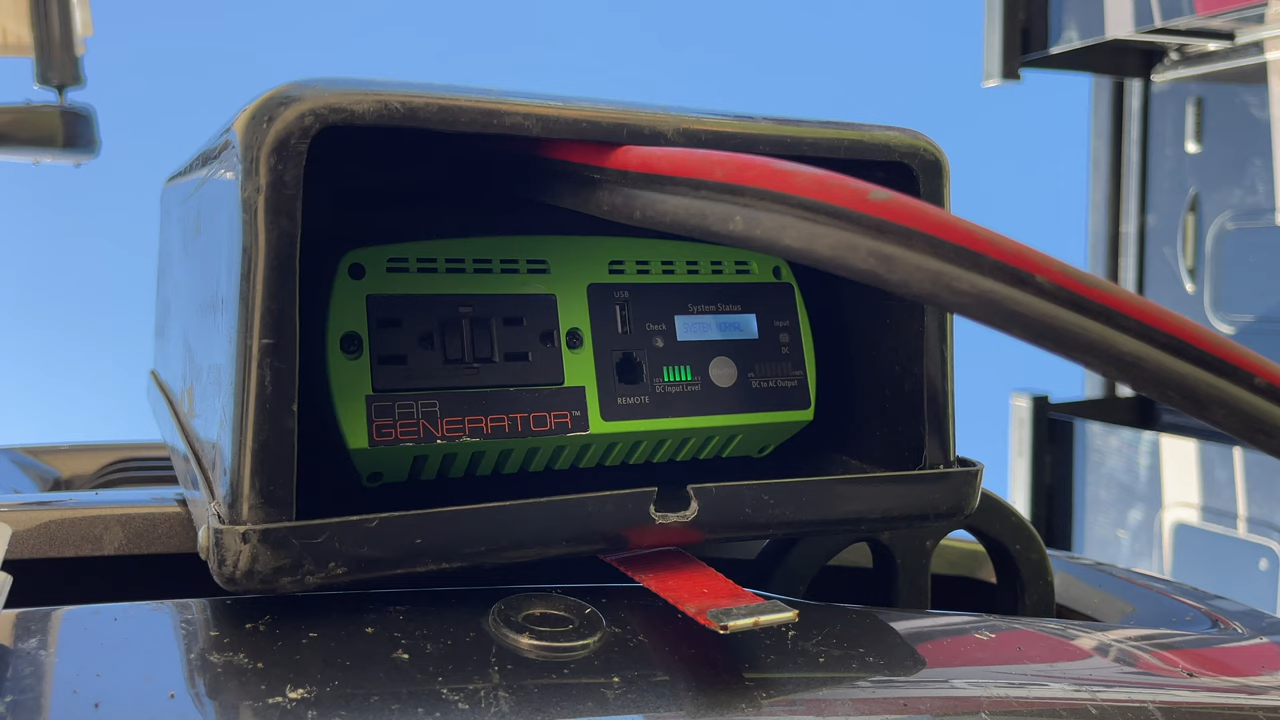 USB
System Status
Check
SYSTEM NORMAL
Input
DC
DC Input Level
DC to AC Output
REMOTE
CAR
GENERATOR™